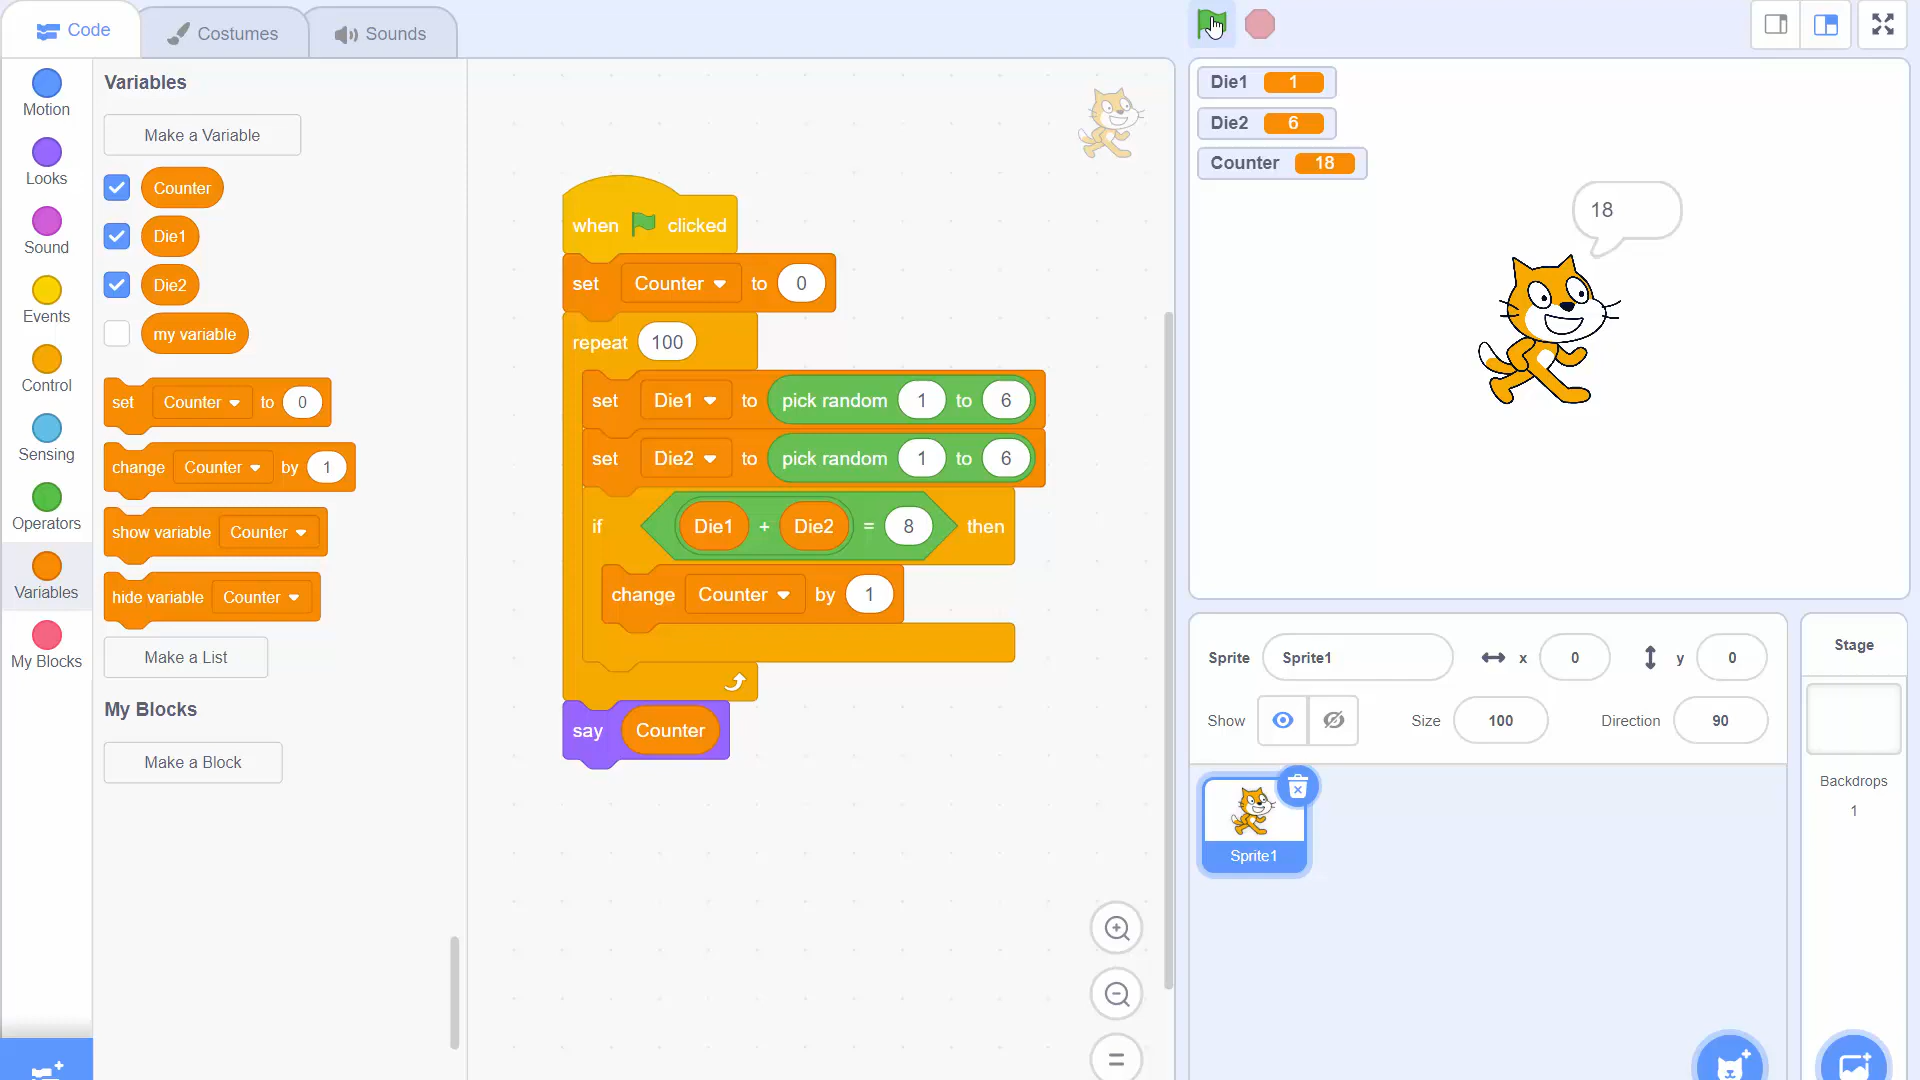 Code
Costumes
Sounds
Motion
Looks
Sound
Events
Control
Sensing
Operators
Variables
My Blocks
Variables
Make a Variable
Counter
Die1
Die2
my variable
set Counter to 0
change Counter by 1
show variable Counter
hide variable Counter
Make a List
My Blocks
Make a Block
when clicked
set Counter to 0
repeat 100
set Die1 to pick random 1 to 6
set Die2 to pick random 1 to 6
if Die1 + Die2 = 8 then
change Counter by 1
say Counter
Die1 1
Die2 6
Counter 18
18
Sprite Sprite1 x 0 y 0
Show Size 100 Direction 90
Sprite1
Stage
Backdrops
1